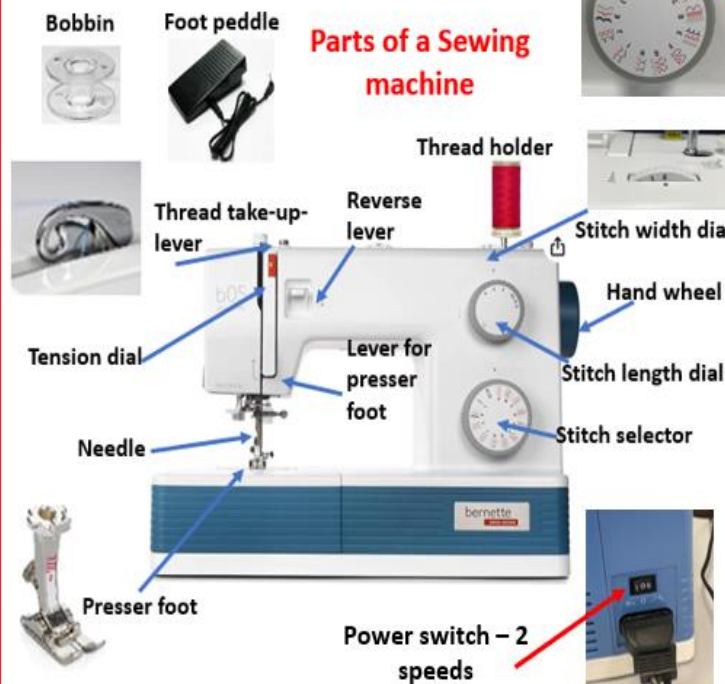 Bobbin
Foot peddle
Parts of a Sewing
machine
Thread holder
Thread take-up-
lever
Reverse
lever
Stitch width dia
Hand wheel
b05
Tension dial
Lever for
presser
foot
Stitch length dial
Needle
Stitch selector
bernette
Presser foot
Power switch – 2
speeds